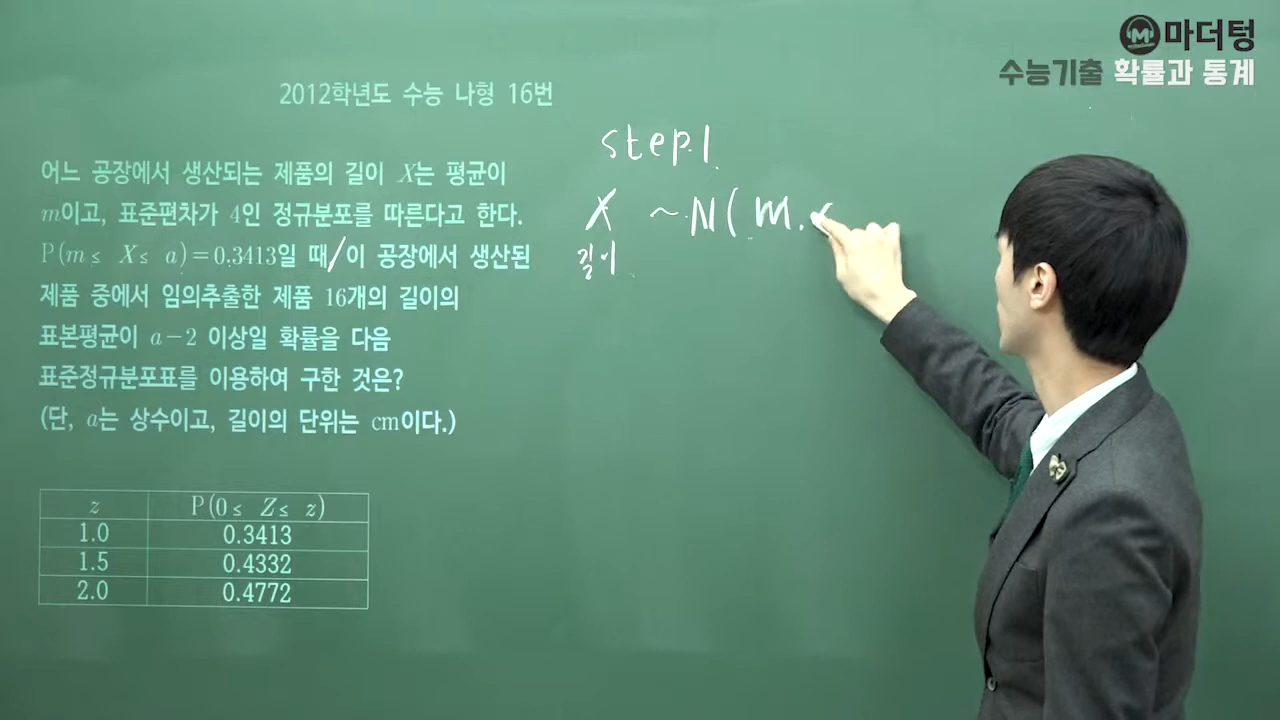 마더텅
수능기출 확률과 통계
2012학년도 수능 나형 16번
어느 공장에서 생산되는 제품의 길이 X는 평균이
m이고, 표준편차가 4인 정규분포를 따른다고 한다.
P(m≤ X≤ a)=0.3413일 때/이 공장에서 생산된
제품 중에서 임의추출한 제품 16개의 길이의
표본평균이 a-2 이상일 확률을 다음
표준정규분포표를 이용하여 구한 것은?
(단, a는 상수이고, 길이의 단위는 cm이다.)
z P(0≤ Z≤ z)
1.0 0.3413
1.5 0.4332
2.0 0.4772
step.1
X ~ N( m.
길이